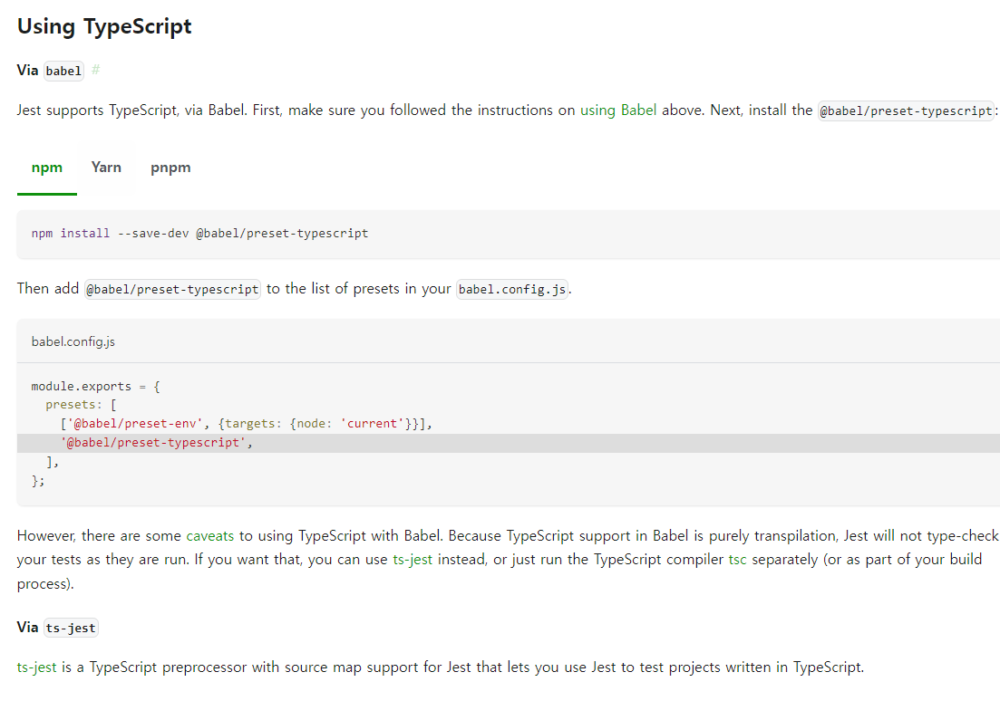 Using TypeScript
Via babel #
Jest supports TypeScript, via Babel. First, make sure you followed the instructions on using Babel above. Next, install the @babel/preset-typescript:
npm Yarn pnpm
npm install --save-dev @babel/preset-typescript
Then add @babel/preset-typescript to the list of presets in your babel.config.js.
babel.config.js
module.exports = {
  presets: [
    ['@babel/preset-env', {targets: {node: 'current'}}],
    '@babel/preset-typescript',
  ],
};
However, there are some caveats to using TypeScript with Babel. Because TypeScript support in Babel is purely transpilation, Jest will not type-check
your tests as they are run. If you want that, you can use ts-jest instead, or just run the TypeScript compiler tsc separately (or as part of your build
process).
Via ts-jest
ts-jest is a TypeScript preprocessor with source map support for Jest that lets you use Jest to test projects written in TypeScript.